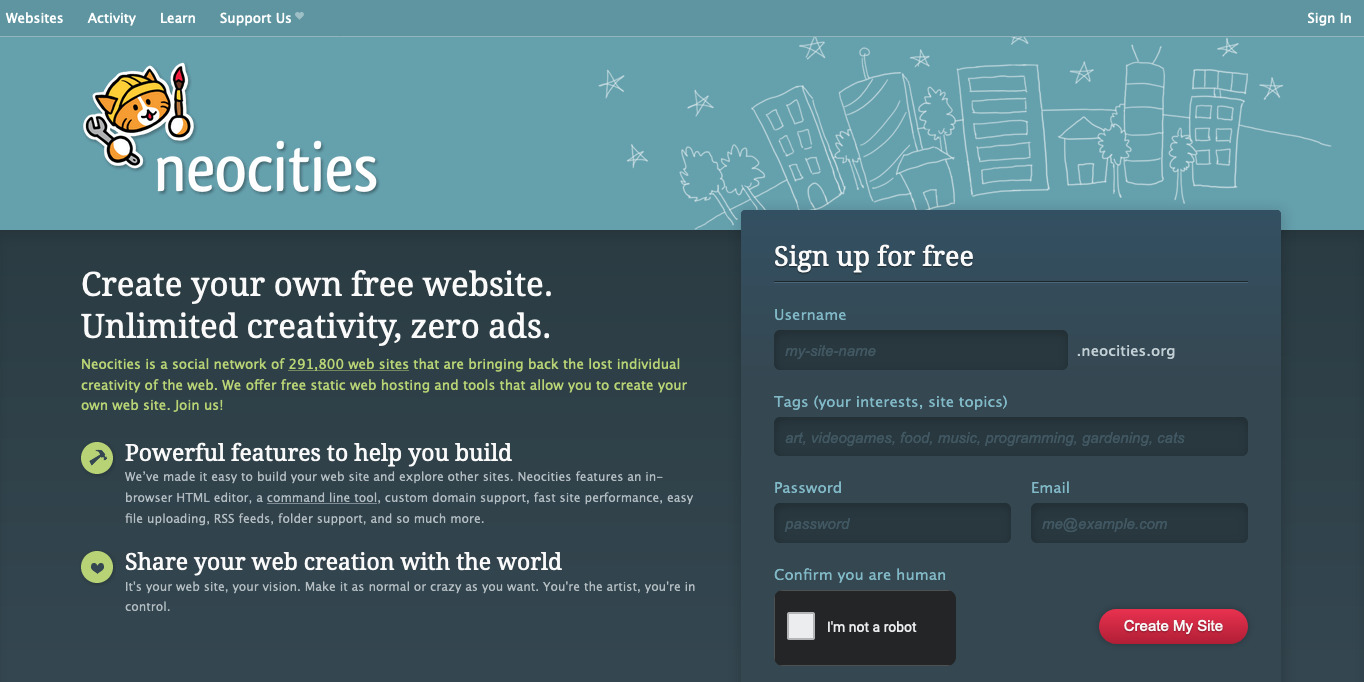 Websites Activity Learn Support Us
Sign In
neocities
Create your own free website.
Unlimited creativity, zero ads.
Neocities is a social network of 291,800 web sites that are bringing back the lost individual
creativity of the web. We offer free static web hosting and tools that allow you to create your
own web site. Join us!
Powerful features to help you build
We've made it easy to build your web site and explore other sites. Neocities features an in-
browser HTML editor, a command line tool, custom domain support, fast site performance, easy
file uploading, RSS feeds, folder support, and so much more.
Share your web creation with the world
It's your web site, your vision. Make it as normal or crazy as you want. You're the artist, you're in
control.
Sign up for free
Username
my-site-name .neocities.org
Tags (your interests, site topics)
art, videogames, food, music, programming, gardening, cats
Password Email
password me@example.com
Confirm you are human
I'm not a robot
Create My Site